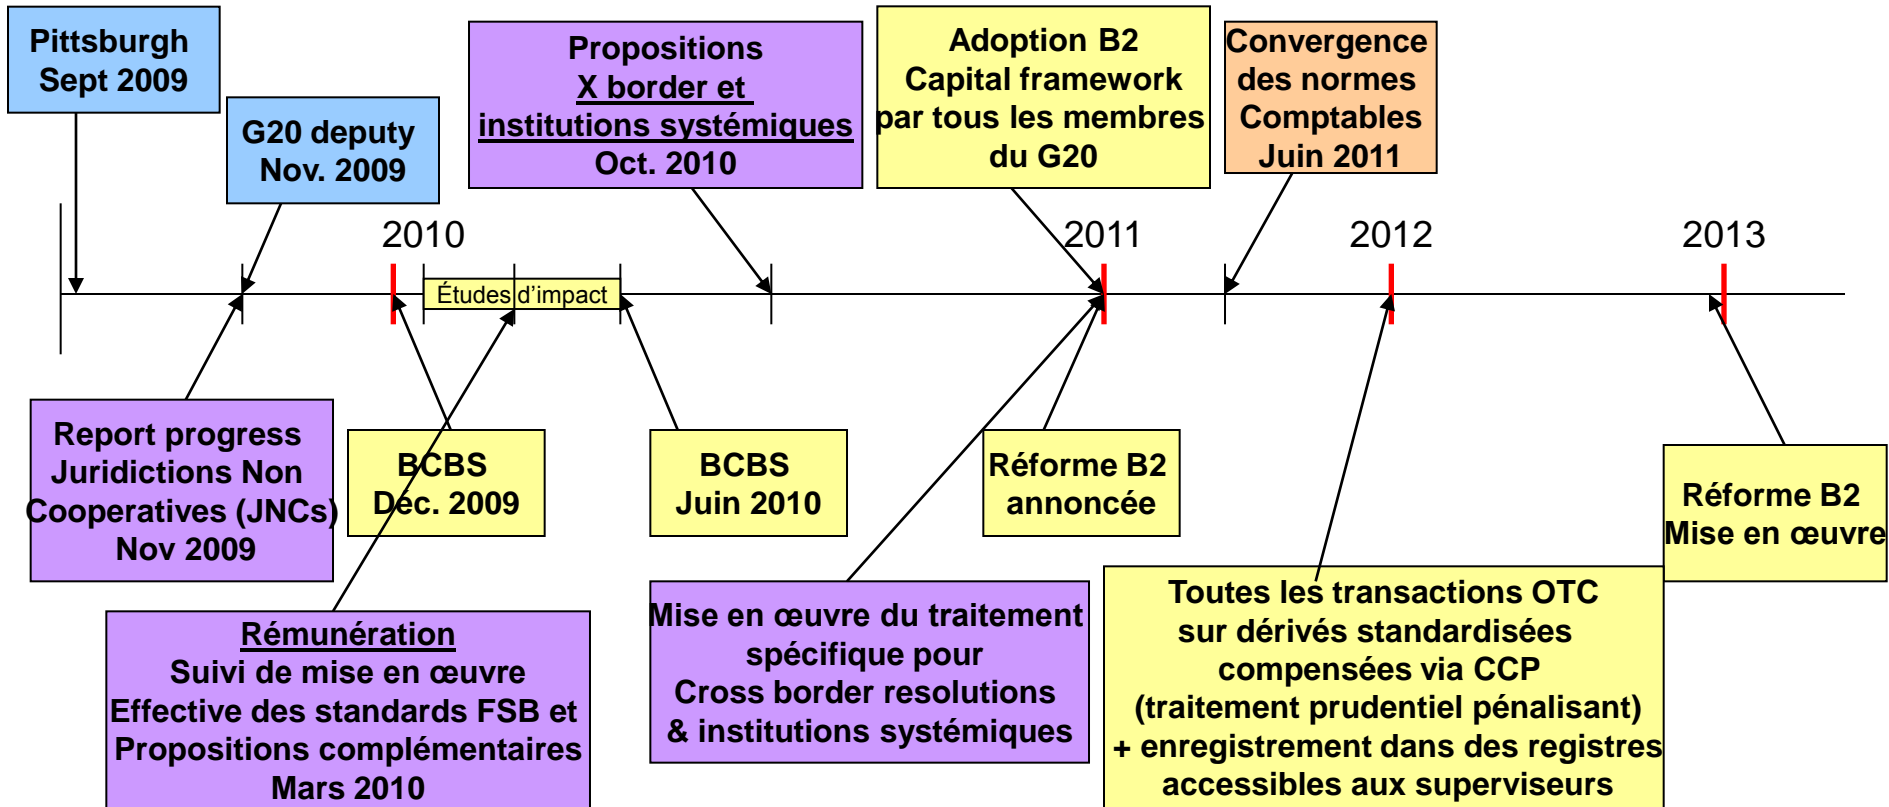 Pittsburgh
Sept 2009
G20 deputy
Nov. 2009
Propositions
X border et
institutions systémiques
Oct. 2010
Adoption B2
Capital framework
par tous les membres
du G20
Convergence
des normes
Comptables
Juin 2011
2010
2011
2012
2013
Études d'impact
Report progress
Juridictions Non
Cooperatives (JNCs)
Nov 2009
BCBS
Déc. 2009
BCBS
Juin 2010
Réforme B2
annoncée
Réforme B2
Mise en œuvre
Rémunération
Suivi de mise en œuvre
Effective des standards FSB et
Propositions complémentaires
Mars 2010
Mise en œuvre du traitement
spécifique pour
Cross border resolutions
& institutions systémiques
Toutes les transactions OTC
sur dérivés standardisées
compensées via CCP
(traitement prudentiel pénalisant)
+ enregistrement dans des registres
accessibles aux superviseurs